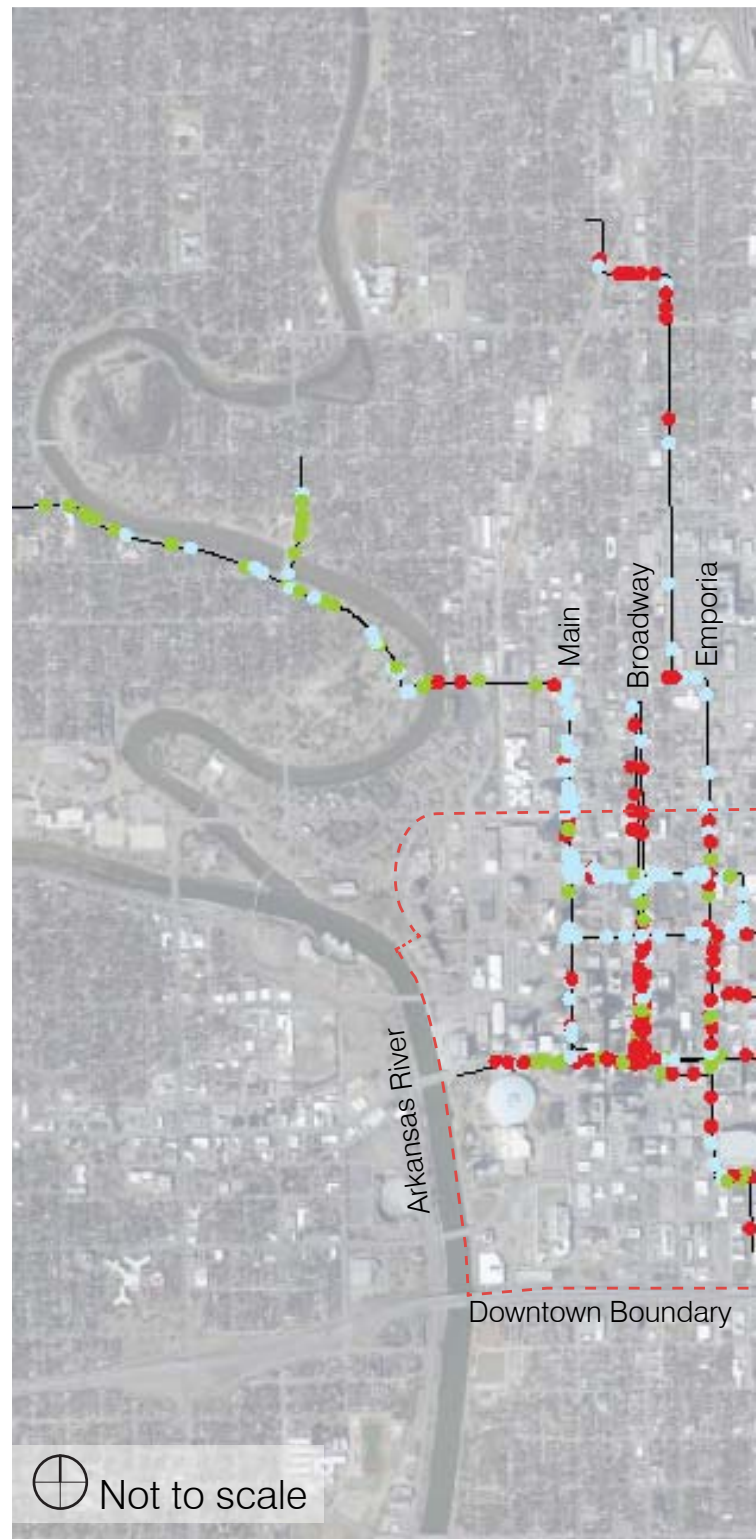 Main
Broadway
Emporia
Arkansas River
Downtown Boundary
Not to scale